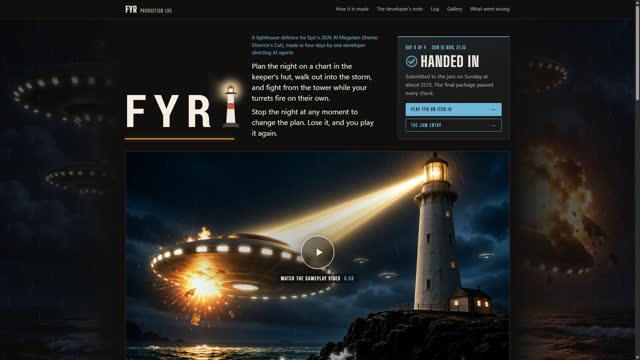 FYR PRODUCTION LOG
How it is made
The developer's note
Log
Gallery
What went wrong
FYR
A lighthouse defence for Epic's 2026 AI Megajam (theme:
Director's Cut), made in four days by one developer
directing AI agents
Plan the night on a chart in the
keeper's hut, walk out into the storm,
and fight from the tower while your
turrets fire on their own.
Stop the night at any moment to
change the plan. Lose it, and you play
it again.
DAY 4 OF 4
HANDED IN
Submitted to the jam on Sunday at
about 21:15. The final package passed
every check.
PLAY FYR ON ITCH.IO
THE JAM ENTRY
WATCH THE GAMEPLAY VIDEO